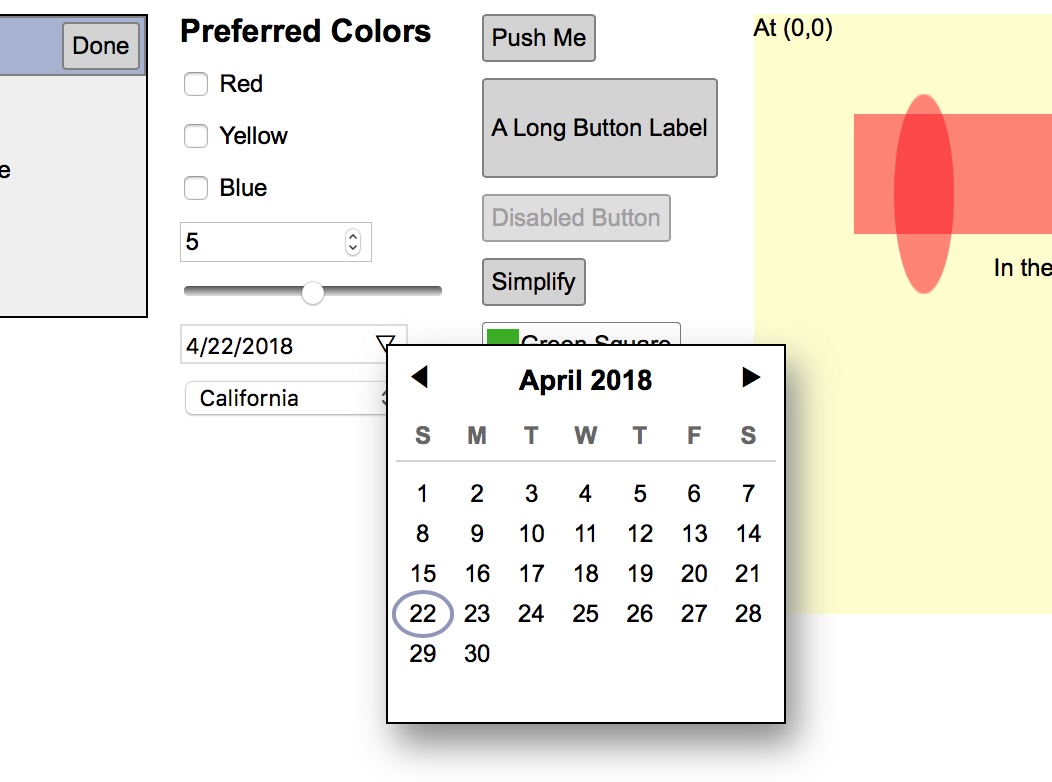 Done
e
Preferred Colors
Red
Yellow
Blue
5
4/22/2018
California
Push Me
A Long Button Label
Disabled Button
Simplify
Green Square
At (0,0)
In the
April 2018
S M T W T F S
1 2 3 4 5 6 7
8 9 10 11 12 13 14
15 16 17 18 19 20 21
22 23 24 25 26 27 28
29 30